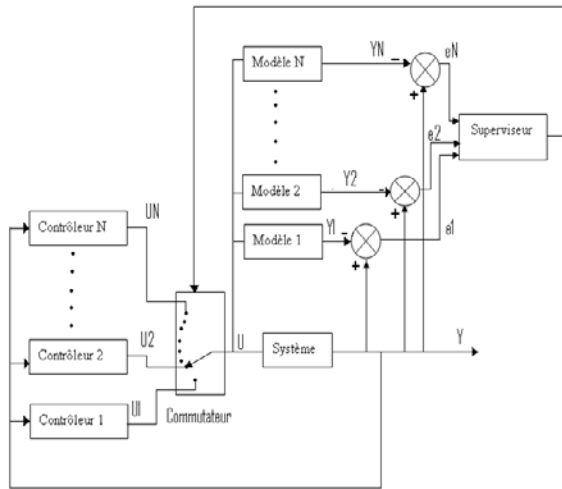 Modèle N
YN
-
eN
+
Superviseur
e2
Modèle 2
Y2
-
+
Contrôleur N
UN
Modèle 1
Y1
-
e1
+
Contrôleur 2
U2
U
Système
Y
Contrôleur 1
U1
Commutateur